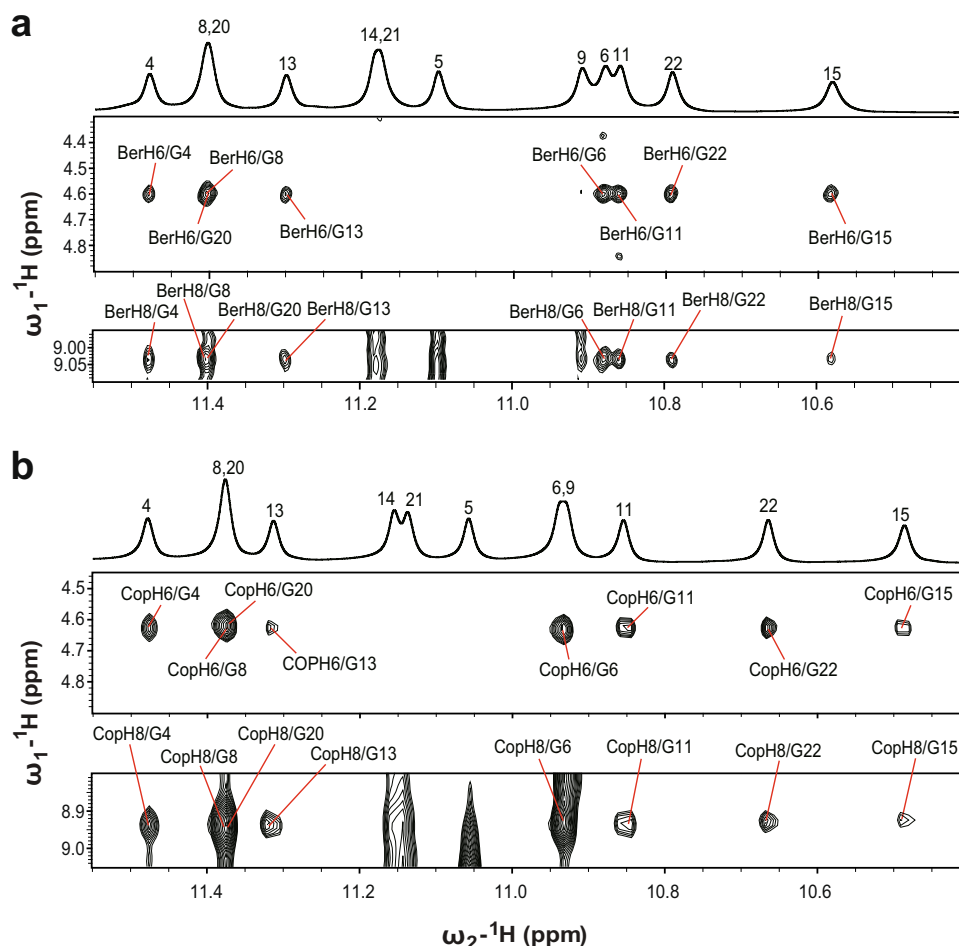 a
4
8,20
13
14,21
5
9
6
11
22
15
4.4
4.5
4.6
4.7
4.8
BerH6/G4
BerH6/G8
BerH6/G20
BerH6/G13
BerH6/G6
BerH6/G11
BerH6/G22
BerH6/G15
BerH8/G4
BerH8/G8
BerH8/G20
BerH8/G13
BerH8/G6
BerH8/G11
BerH8/G22
BerH8/G15
9.00
9.05
ω1-1H (ppm)
11.4
11.2
11.0
10.8
10.6
b
4
8,20
13
14
21
5
6,9
11
22
15
4.5
4.6
4.7
4.8
CopH6/G4
CopH6/G20
CopH6/G8
COPH6/G13
CopH6/G6
CopH6/G11
CopH6/G22
CopH6/G15
CopH8/G4
CopH8/G8
CopH8/G20
CopH8/G13
CopH8/G6
CopH8/G11
CopH8/G22
CopH8/G15
8.9
9.0
ω1-1H (ppm)
11.4
11.2
11.0
10.8
10.6
ω2-1H (ppm)